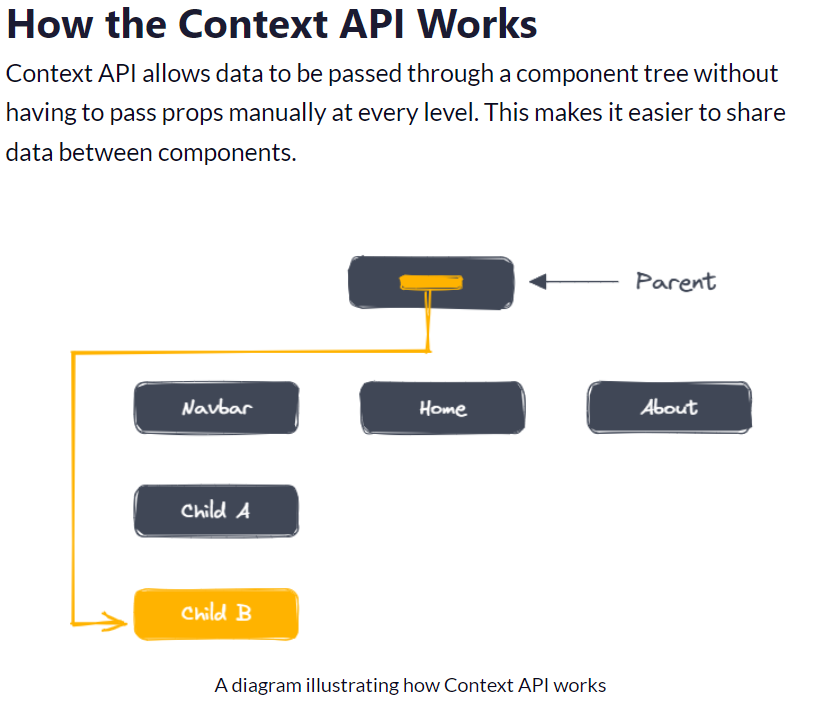 How the Context API Works
Context API allows data to be passed through a component tree without
having to pass props manually at every level. This makes it easier to share
data between components.
Parent
Navbar
Home
About
Child A
Child B
A diagram illustrating how Context API works